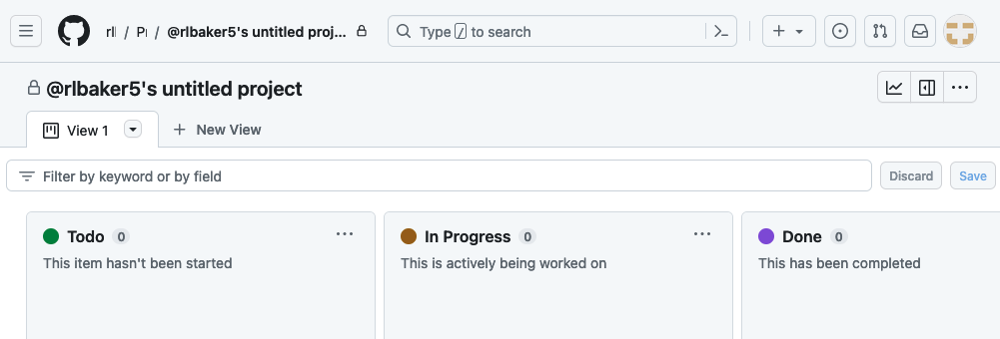 / / @rlbaker5's untitled proj... Type / to search
@rlbaker5's untitled project
View 1 New View
Filter by keyword or by field Discard Save
Todo 0 In Progress 0 Done 0
This item hasn't been started This is actively being worked on This has been completed